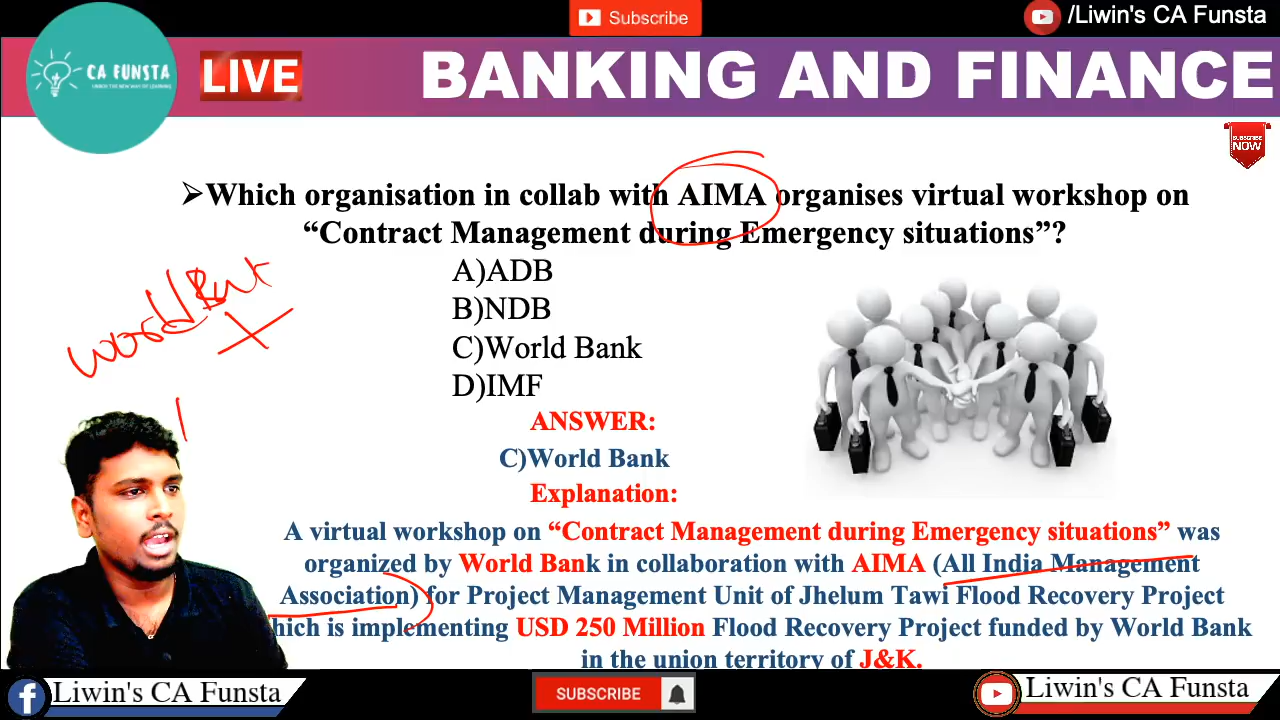 Subscribe
/Liwin's CA Funsta
CA FUNSTA
LIVE
BANKING AND FINANCE
SUBSCRIBE
NOW
➢Which organisation in collab with AIMA organises virtual workshop on
“Contract Management during Emergency situations”?
A)ADB
B)NDB
C)World Bank
D)IMF
World Bank
ANSWER:
C)World Bank
Explanation:
A virtual workshop on “Contract Management during Emergency situations” was
organized by World Bank in collaboration with AIMA (All India Management
Association) for Project Management Unit of Jhelum Tawi Flood Recovery Project
hich is implementing USD 250 Million Flood Recovery Project funded by World Bank
in the union territory of J&K.
Liwin's CA Funsta
SUBSCRIBE
Liwin's CA Funsta